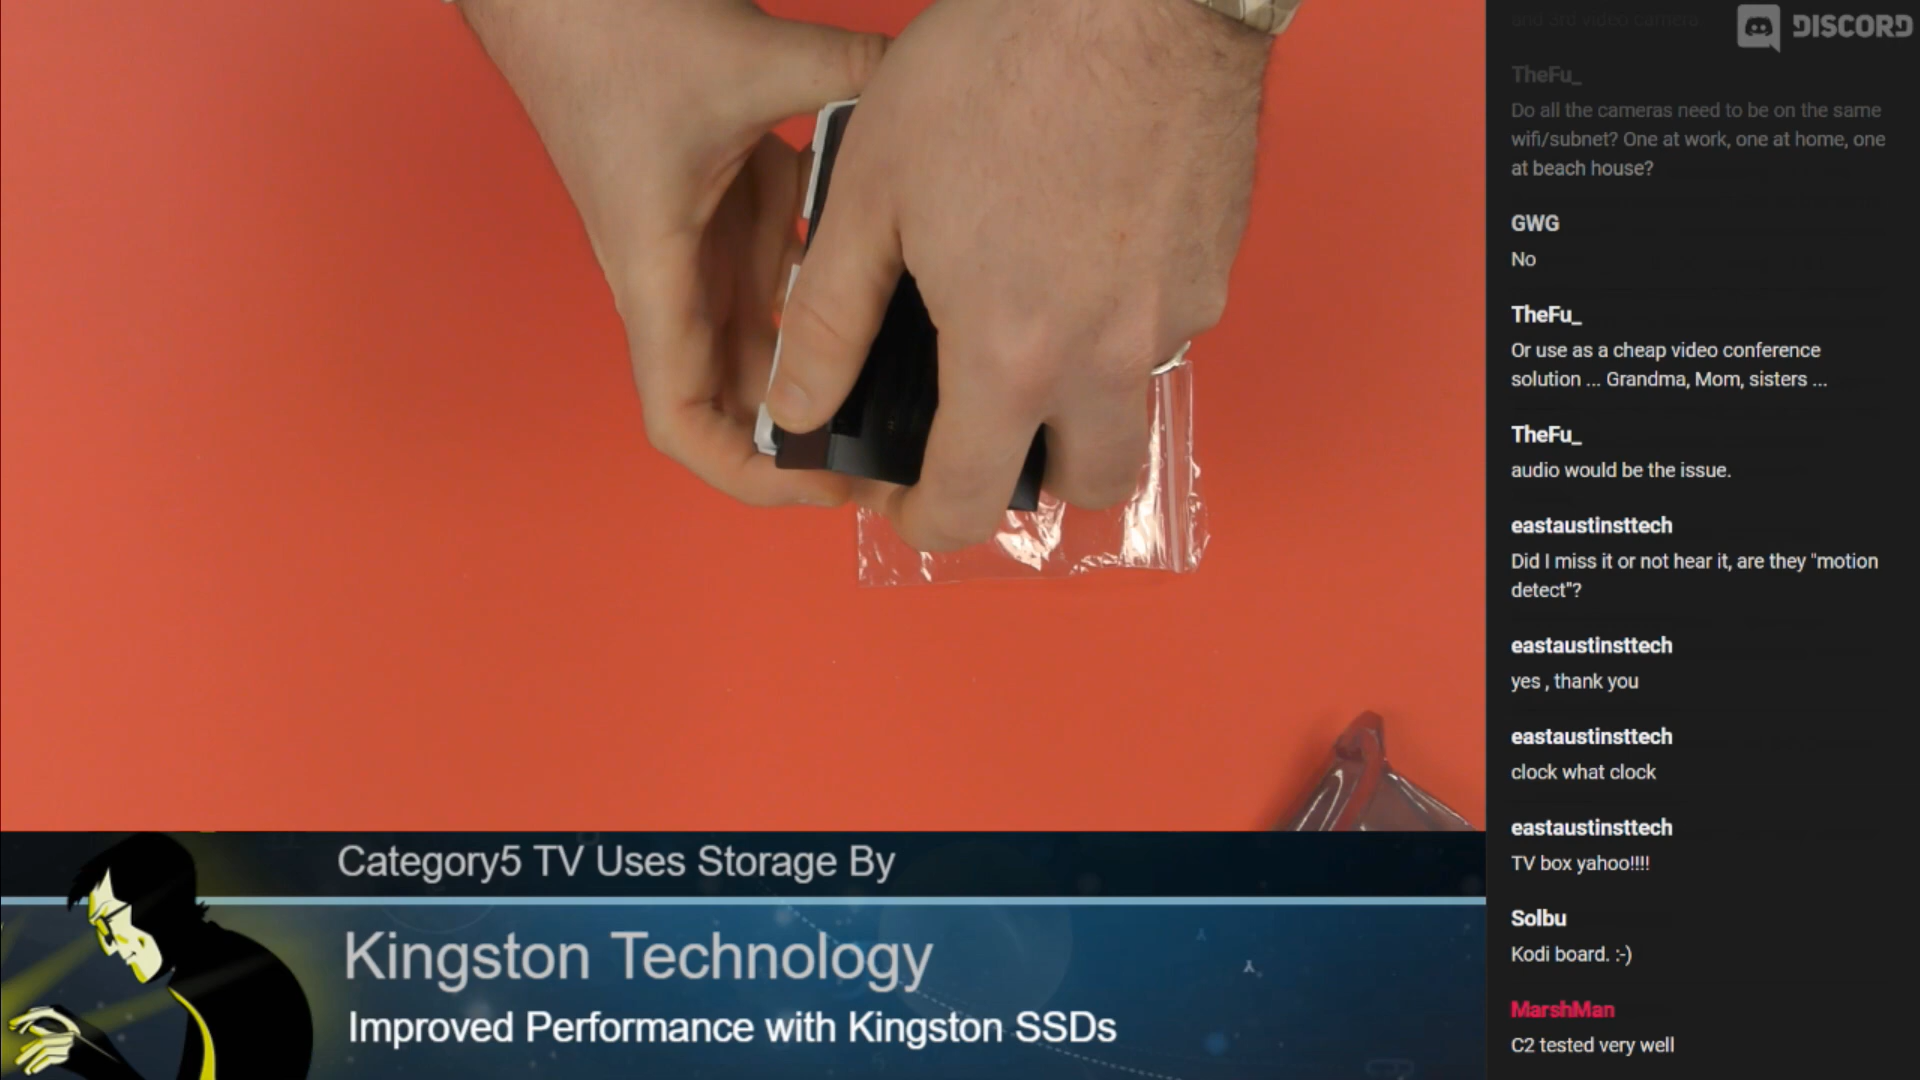 and 3rd video camera
DISCORD
TheFu_
Do all the cameras need to be on the same
wifi/subnet? One at work, one at home, one
at beach house?
GWG
No
TheFu_
Or use as a cheap video conference
solution ... Grandma, Mom, sisters ...
TheFu_
audio would be the issue.
eastaustinsttech
Did I miss it or not hear it, are they "motion
detect"?
eastaustinsttech
yes , thank you
eastaustinsttech
clock what clock
eastaustinsttech
TV box yahoo!!!!
Solbu
Kodi board. :-)
MarshMan
C2 tested very well
Category5 TV Uses Storage By
Kingston Technology
Improved Performance with Kingston SSDs